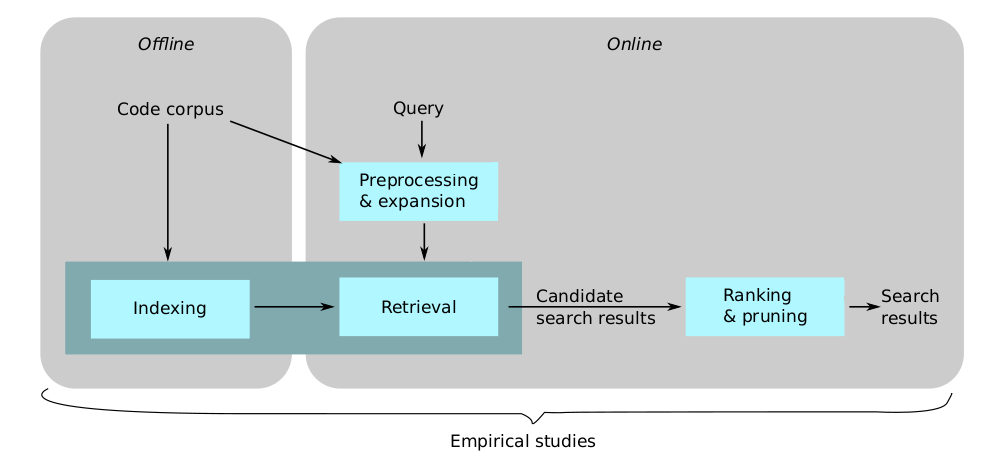 Offline
Online
Code corpus
Query
Preprocessing
& expansion
Indexing
Retrieval
Candidate
search results
Ranking
& pruning
Search
results
Empirical studies